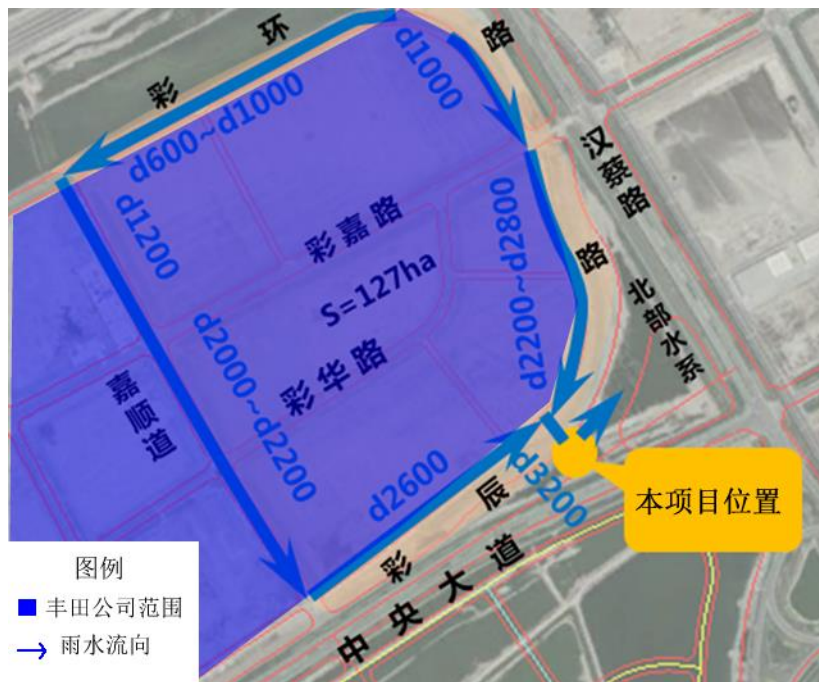 彩环路
d1000
d600~d1000
汉蔡路
d1200
彩嘉路
d2200~d2800
路
S=127ha
北部水系
d2000~d2200
彩华路
嘉顺道
d2600
d3200
本项目位置
彩辰
中央大道
图例
丰田公司范围
雨水流向